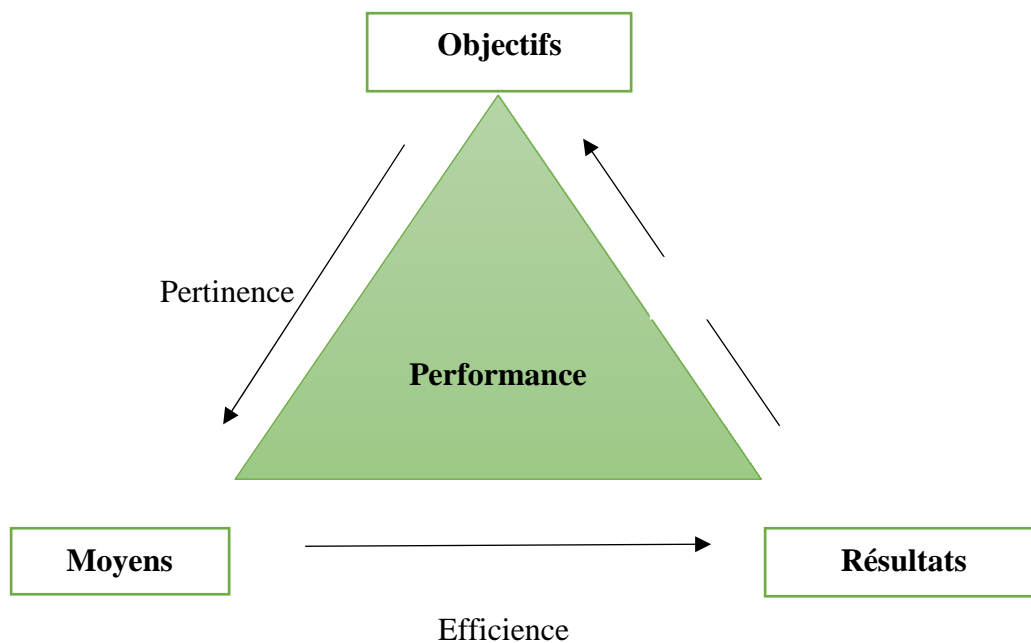 Objectifs
Pertinence
Performance
Moyens
Résultats
Efficience